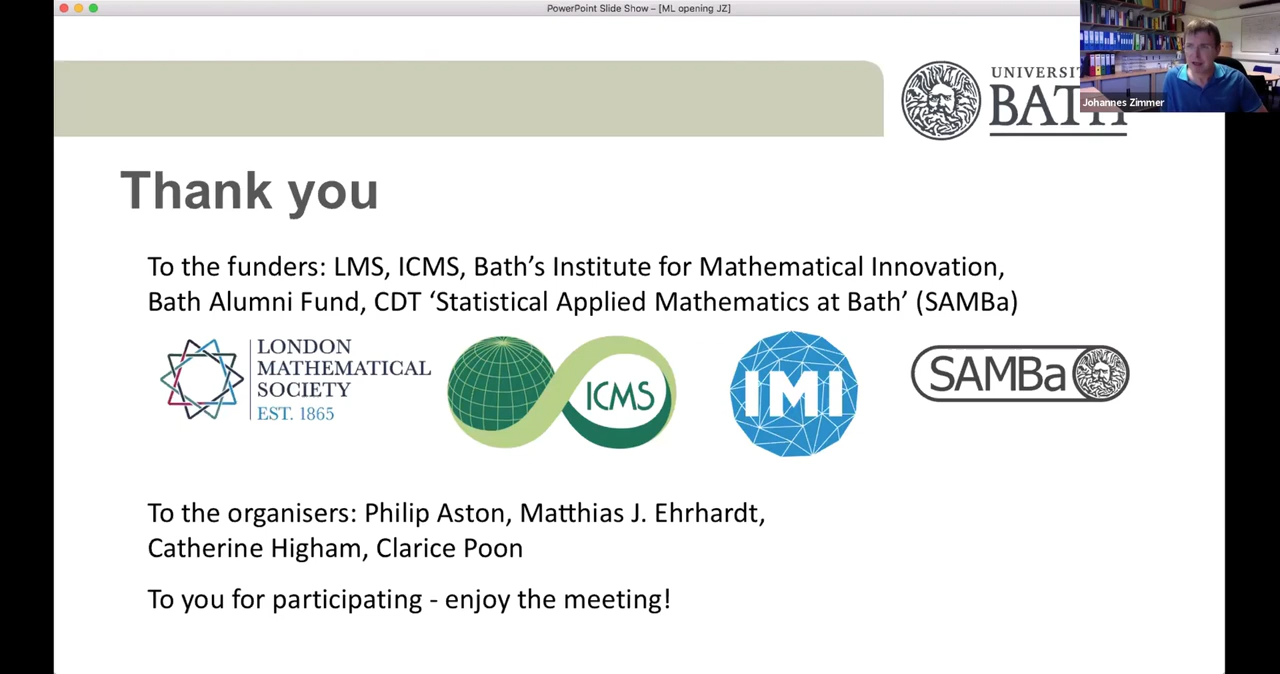 PowerPoint Slide Show – [ML opening JZ]
Johannes Zimmer
BATH
Thank you
To the funders: LMS, ICMS, Bath’s Institute for Mathematical Innovation,
Bath Alumni Fund, CDT ‘Statistical Applied Mathematics at Bath’ (SAMBa)
LONDON
MATHEMATICAL
SOCIETY
EST. 1865
ICMS
IMI
SAMBa
To the organisers: Philip Aston, Matthias J. Ehrhardt,
Catherine Higham, Clarice Poon
To you for participating - enjoy the meeting!